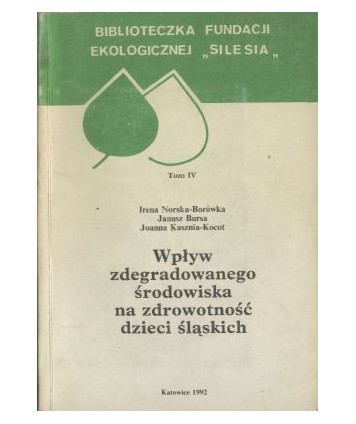 BIBLIOTECZKA FUNDACJI
EKOLOGICZNEJ „SILESIA„
Tom IV
Irena Norska-Borówka
Janusz Bursa
Joanna Kasznia-Kocot
Wpływ
zdegradowanego
środowiska
na zdrowotność
dzieci śląskich
Katowice 1992